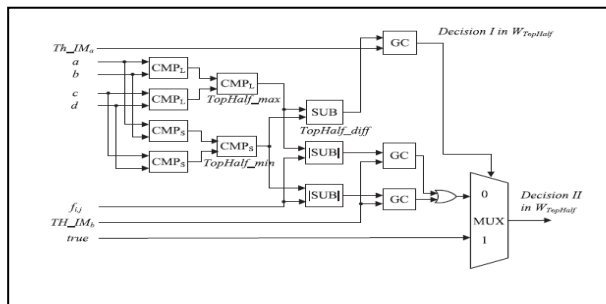 Th_IMa
a
b
c
d
CMPL
CMPL
CMPS
CMPS
CMPL
TopHalf_max
CMPS
TopHalf_min
SUB
TopHalf_diff
|SUB|
|SUB|
GC
GC
GC
Decision I in WTopHalf
fi,j
TH_IMb
true
0
MUX
1
Decision II
in WTopHalf